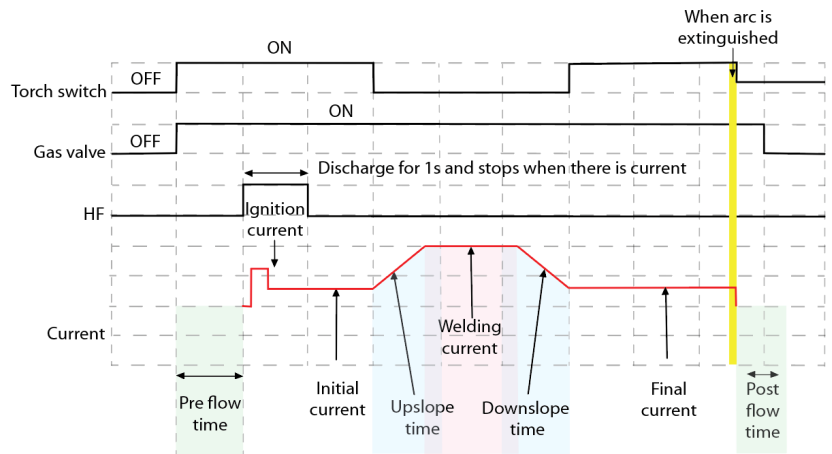 When arc is
extinguished
ON
OFF
Torch switch
ON
OFF
Gas valve
Discharge for 1s and stops when there is current
HF
Ignition
current
Current
Welding
current
Pre flow
time
Initial
current
Upslope
time
Downslope
time
Final
current
Post
flow
time